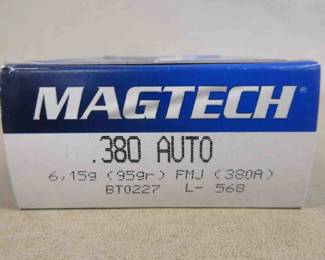 MAGTECH®
.380 AUTO
6,15g (95gr) FMJ (380A)
BT0227 L- 568